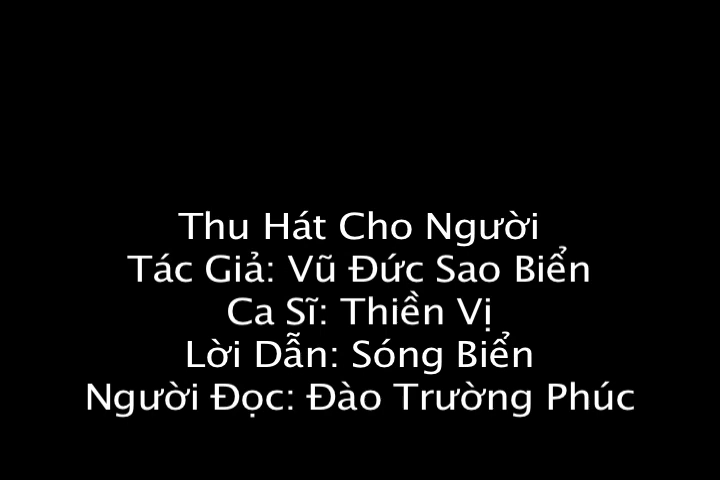 Thu Hát Cho Người
Tác Giả: Vũ Đức Sao Biển
Ca Sĩ: Thiền Vị
Lời Dẫn: Sóng Biển
Người Đọc: Đào Trường Phúc